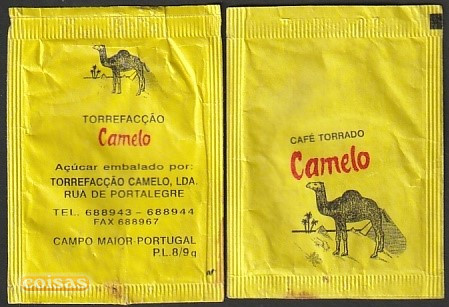 TORREFACÇÃO
Camelo
Açúcar embalado por:
TORREFACÇÃO CAMELO, LDA.
RUA DE PORTALEGRE
TEL. 688943 - 688944
FAX 688967
CAMPO MAIOR-PORTUGAL
P.L. 8/9g
coisas
CAFÉ TORRADO
Camelo